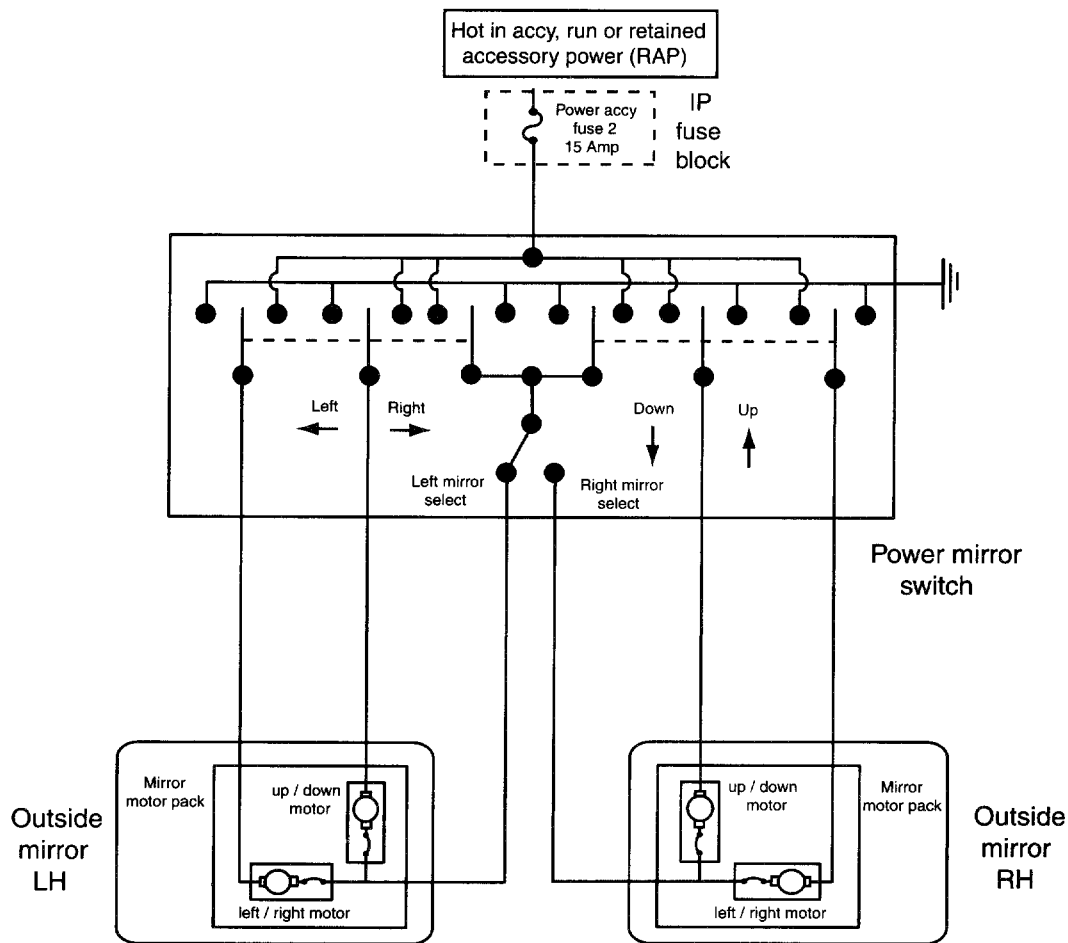 Hot in accy, run or retained
accessory power (RAP)
Power accy
fuse 2
15 Amp
IP
fuse
block
Left
Right
Down
Up
Left mirror
select
Right mirror
select
Power mirror
switch
Outside
mirror
LH
Mirror
motor pack
up / down
motor
left / right motor
up / down
motor
Mirror
motor pack
left / right motor
Outside
mirror
RH